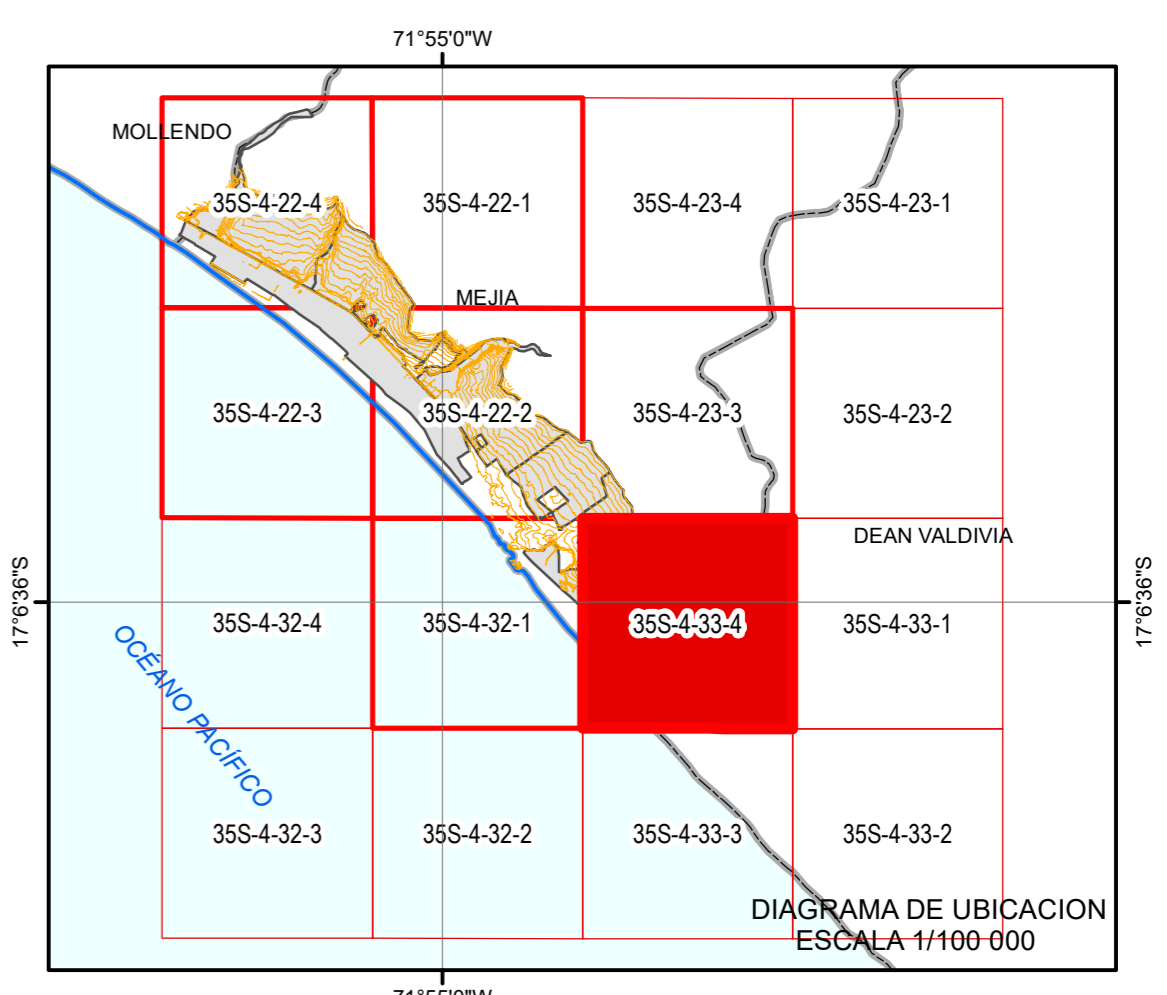 71°55'0"W
MOLLENDO
35S-4-22-4
35S-4-22-1
35S-4-23-4
35S-4-23-1
MEJIA
35S-4-22-3
35S-4-22-2
35S-4-23-3
35S-4-23-2
DEAN VALDIVIA
17°6'36"S
17°6'36"S
35S-4-32-4
35S-4-32-1
35S-4-33-4
35S-4-33-1
OCÉANO PACÍFICO
35S-4-32-3
35S-4-32-2
35S-4-33-3
35S-4-33-2
DIAGRAMA DE UBICACION
ESCALA 1/100 000
71°55'0"W